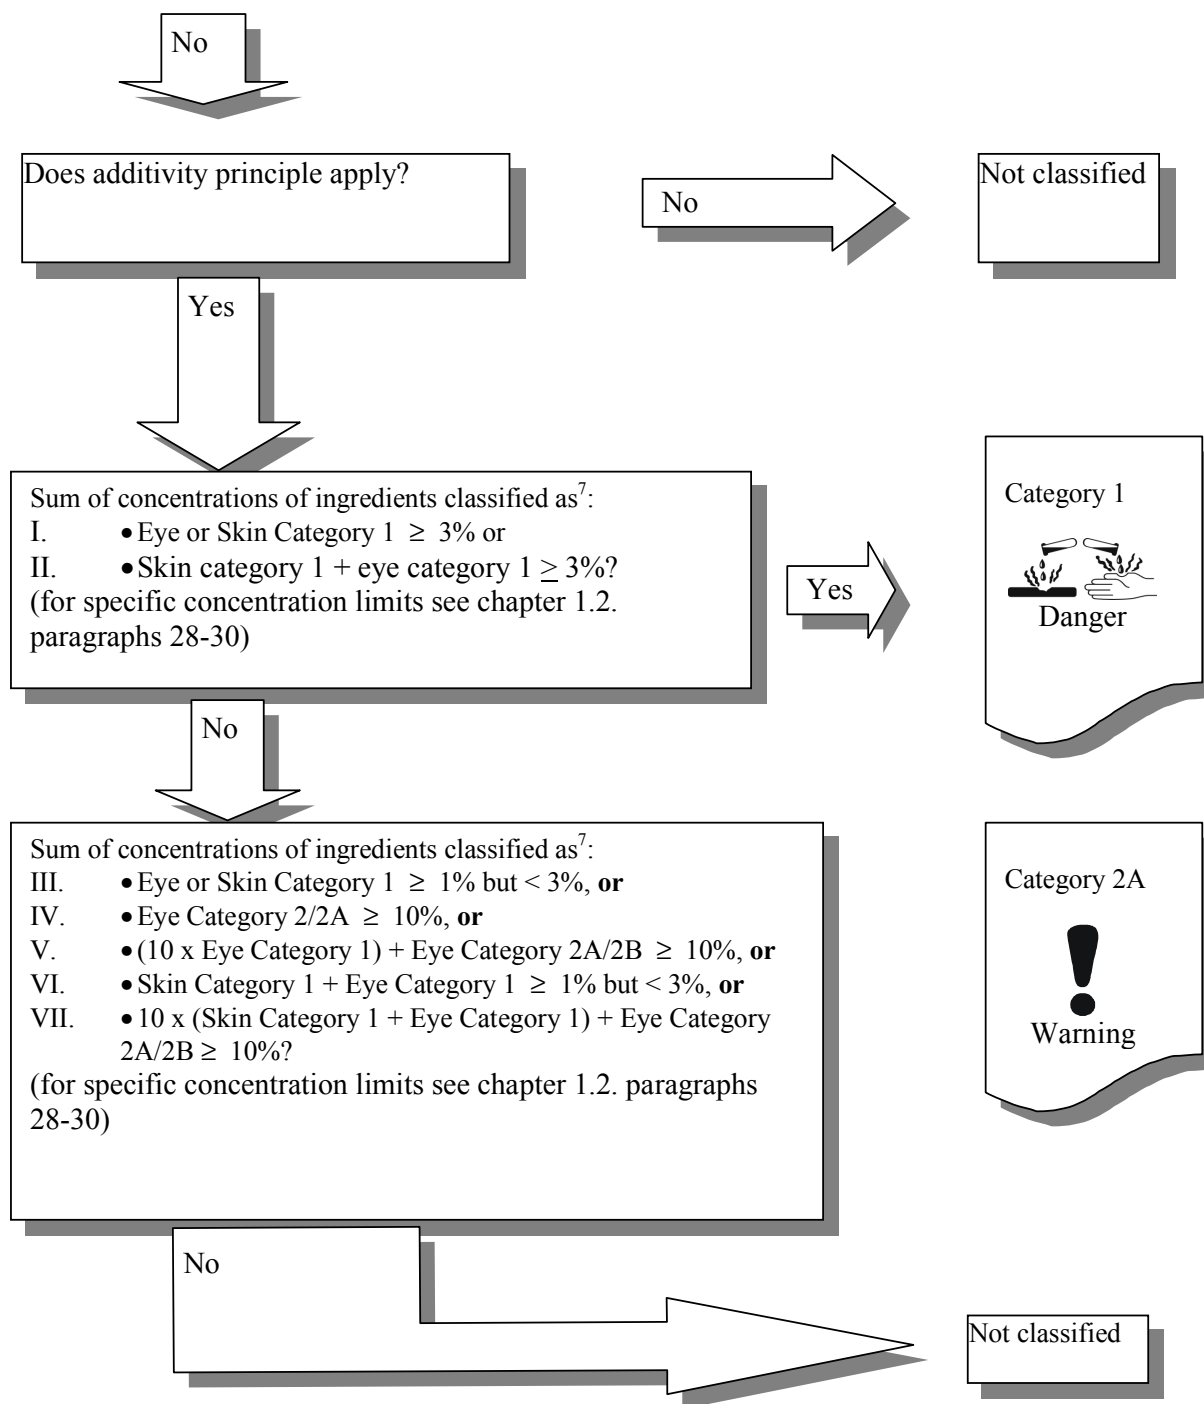 No
Does additivity principle apply?
No
Not classified
Yes
Sum of concentrations of ingredients classified as⁷:
I. • Eye or Skin Category 1 ≥ 3% or
II. • Skin category 1 + eye category 1 ≥ 3%?
(for specific concentration limits see chapter 1.2.
paragraphs 28-30)
Yes
Category 1
Danger
No
Sum of concentrations of ingredients classified as⁷:
III. • Eye or Skin Category 1 ≥ 1% but < 3%, or
IV. • Eye Category 2/2A ≥ 10%, or
V. • (10 x Eye Category 1) + Eye Category 2A/2B ≥ 10%, or
VI. • Skin Category 1 + Eye Category 1 ≥ 1% but < 3%, or
VII. • 10 x (Skin Category 1 + Eye Category 1) + Eye Category
2A/2B ≥ 10%?
(for specific concentration limits see chapter 1.2. paragraphs
28-30)
Category 2A
Warning
No
Not classified